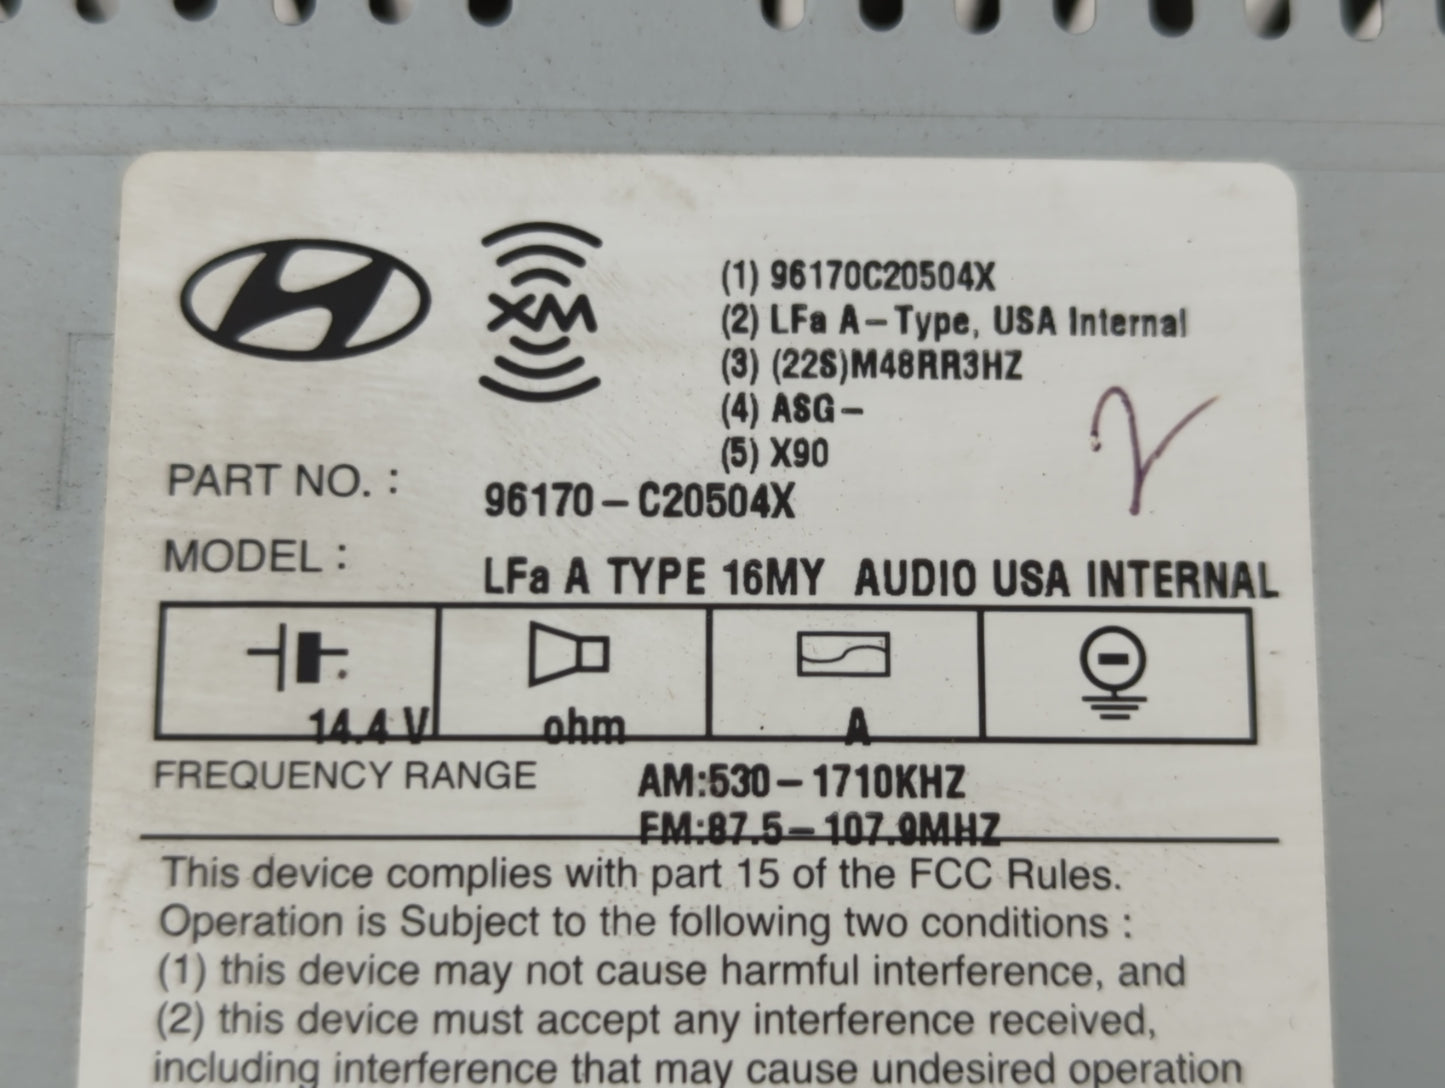 XM
(1) 96170C20504X
(2) LFa A-Type, USA Internal
(3) (22S)M48RR3HZ
(4) ASG-
(5) X90
PART NO. : 96170-C20504X
MODEL : LFa A TYPE 16MY AUDIO USA INTERNAL
14.4 V ohm A
FREQUENCY RANGE AM:530-1710KHZ
FM:87.5-107.9MHZ
This device complies with part 15 of the FCC Rules.
Operation is Subject to the following two conditions :
(1) this device may not cause harmful interference, and
(2) this device must accept any interference received,
including interference that may cause undesired operation